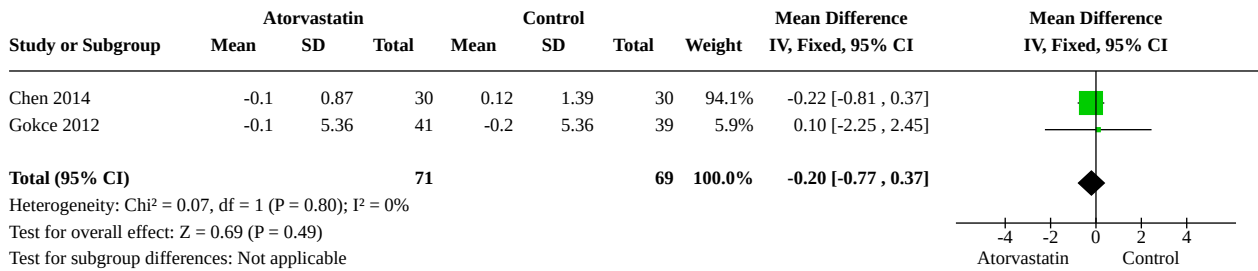 Atorvastatin Control Mean Difference Mean Difference
Study or Subgroup Mean SD Total Mean SD Total Weight IV, Fixed, 95% CI IV, Fixed, 95% CI
Chen 2014 -0.1 0.87 30 0.12 1.39 30 94.1% -0.22 [-0.81 , 0.37]
Gokce 2012 -0.1 5.36 41 -0.2 5.36 39 5.9% 0.10 [-2.25 , 2.45]
Total (95% CI) 71 69 100.0% -0.20 [-0.77 , 0.37]
Heterogeneity: Chi² = 0.07, df = 1 (P = 0.80); I² = 0%
Test for overall effect: Z = 0.69 (P = 0.49)
Test for subgroup differences: Not applicable
-4 -2 0 2 4
Atorvastatin Control